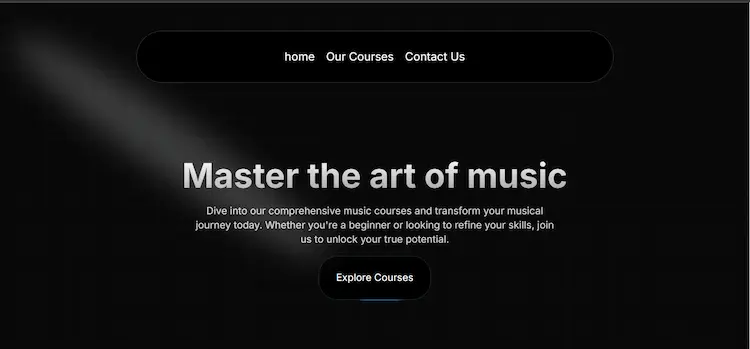 home Our Courses Contact Us
Master the art of music
Dive into our comprehensive music courses and transform your musical
journey today. Whether you're a beginner or looking to refine your skills, join
us to unlock your true potential.
Explore Courses